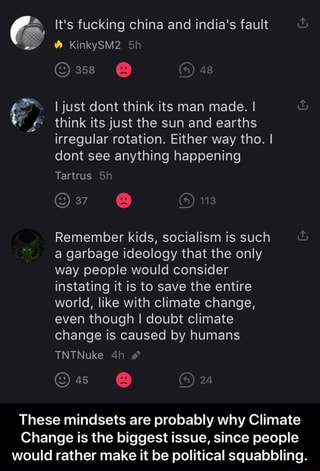 It's fucking china and india's fault
KinkySM2 5h
358 48
I just dont think its man made. I
think its just the sun and earths
irregular rotation. Either way tho. I
dont see anything happening
Tartrus 5h
37 113
Remember kids, socialism is such
a garbage ideology that the only
way people would consider
instating it is to save the entire
world, like with climate change,
even though I doubt climate
change is caused by humans
TNTNuke 4h
45 24
These mindsets are probably why Climate
Change is the biggest issue, since people
would rather make it be political squabbling.